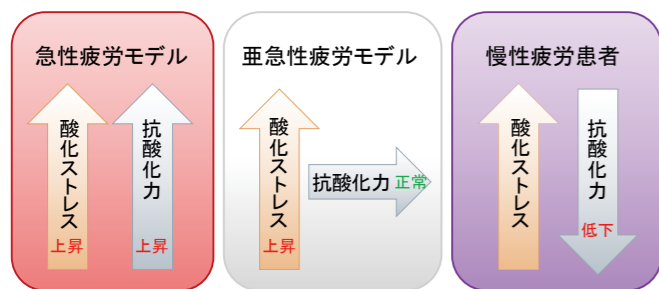 急性疲労モデル
酸化ストレス
上昇
抗酸化力
上昇
亜急性疲労モデル
酸化ストレス
上昇
抗酸化力 正常
慢性疲労患者
酸化ストレス
抗酸化力
低下